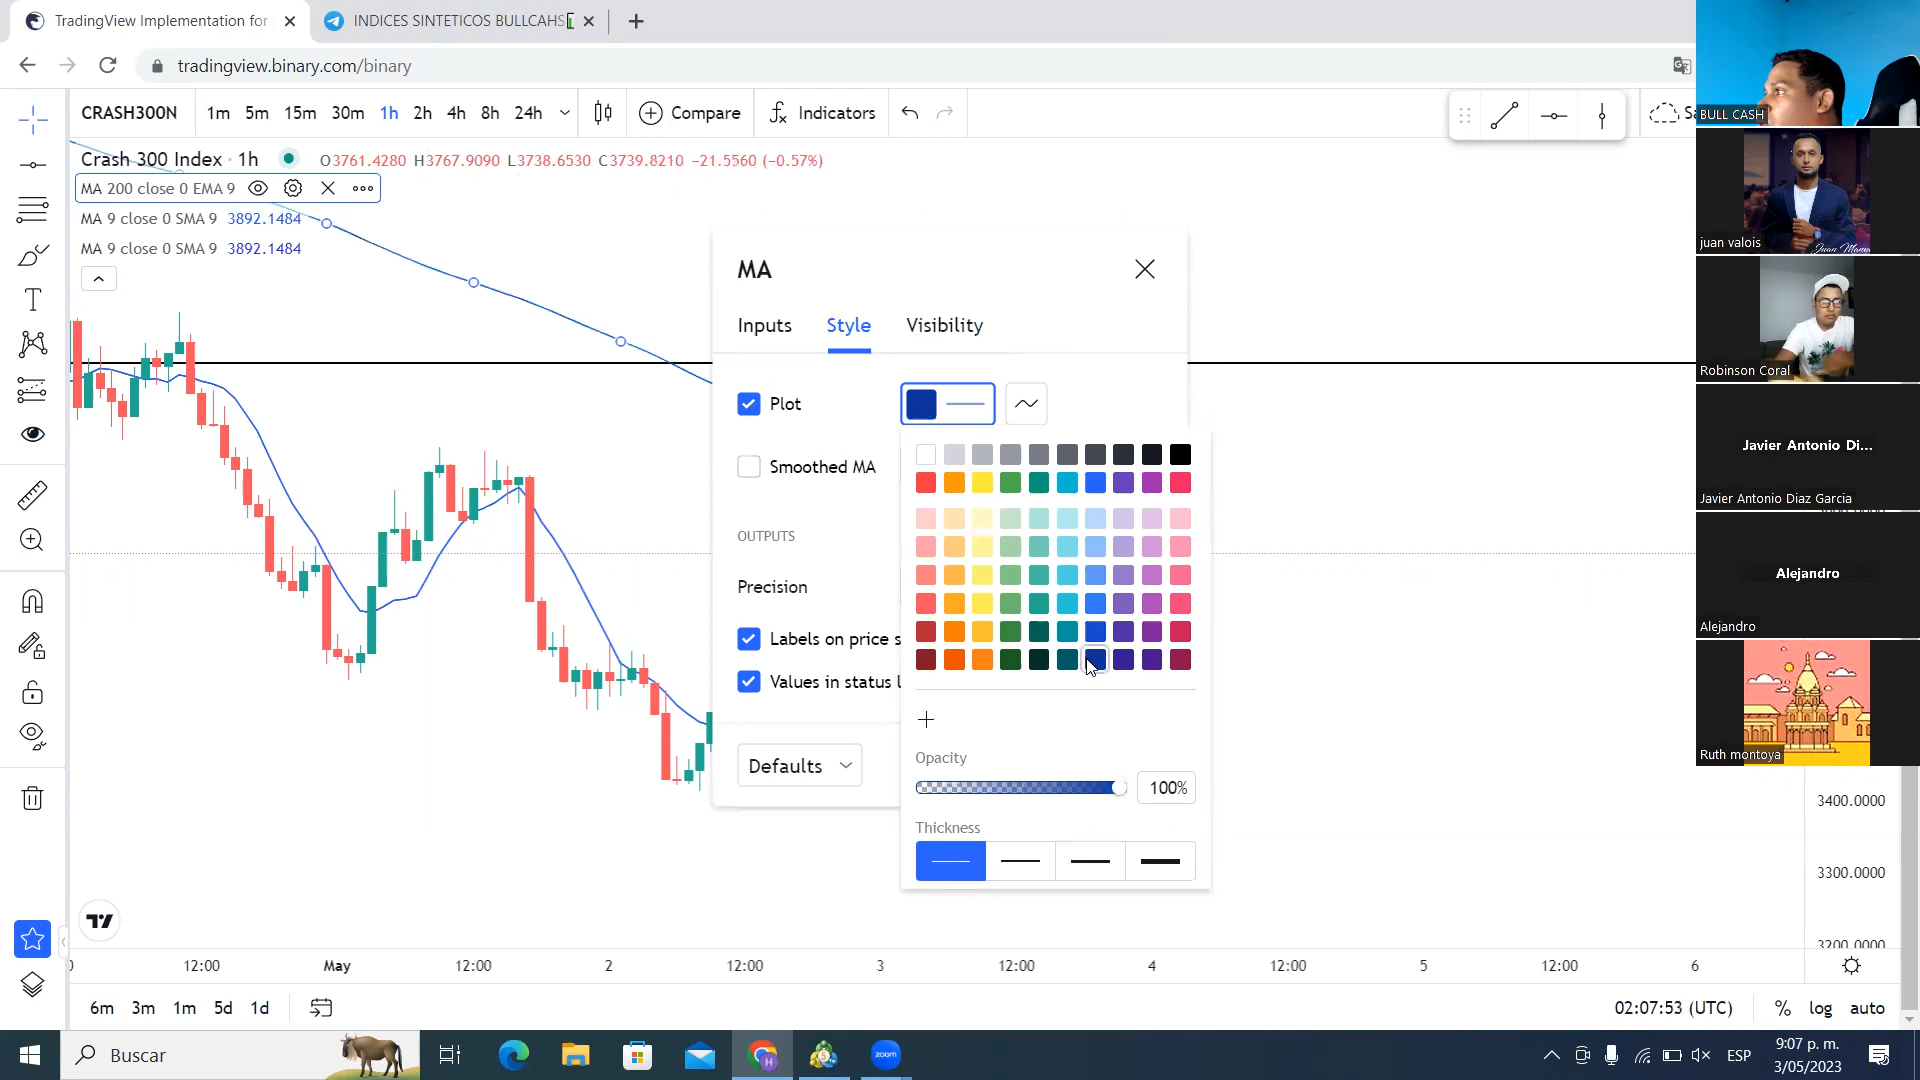 TradingView Implementation for
INDICES SINTETICOS BULLCAHS
tradingview.binary.com/binary
CRASH300N 1m 5m 15m 30m 1h 2h 4h 8h 24h Compare Indicators
Crash 300 Index · 1h O3761.4280 H3767.9090 L3738.6530 C3739.8210 −21.5560 (−0.57%)
MA 200 close 0 EMA 9
MA 9 close 0 SMA 9 3892.1484
MA 9 close 0 SMA 9 3892.1484
MA
Inputs Style Visibility
Plot
Smoothed MA
OUTPUTS
Precision
Labels on price s
Values in status l
Defaults
Opacity
100%
Thickness
BULL CASH
juan valois
Juan Manu
Robinson Coral
Javier Antonio Di...
Javier Antonio Diaz Garcia
Alejandro
Alejandro
Ruth montoya
3400.0000
3300.0000
3200.0000
12:00 May 12:00 2 12:00 3 12:00 4 12:00 5 12:00 6
6m 3m 1m 5d 1d
02:07:53 (UTC) % log auto
Buscar
zoom
ESP
9:07 p. m.
3/05/2023